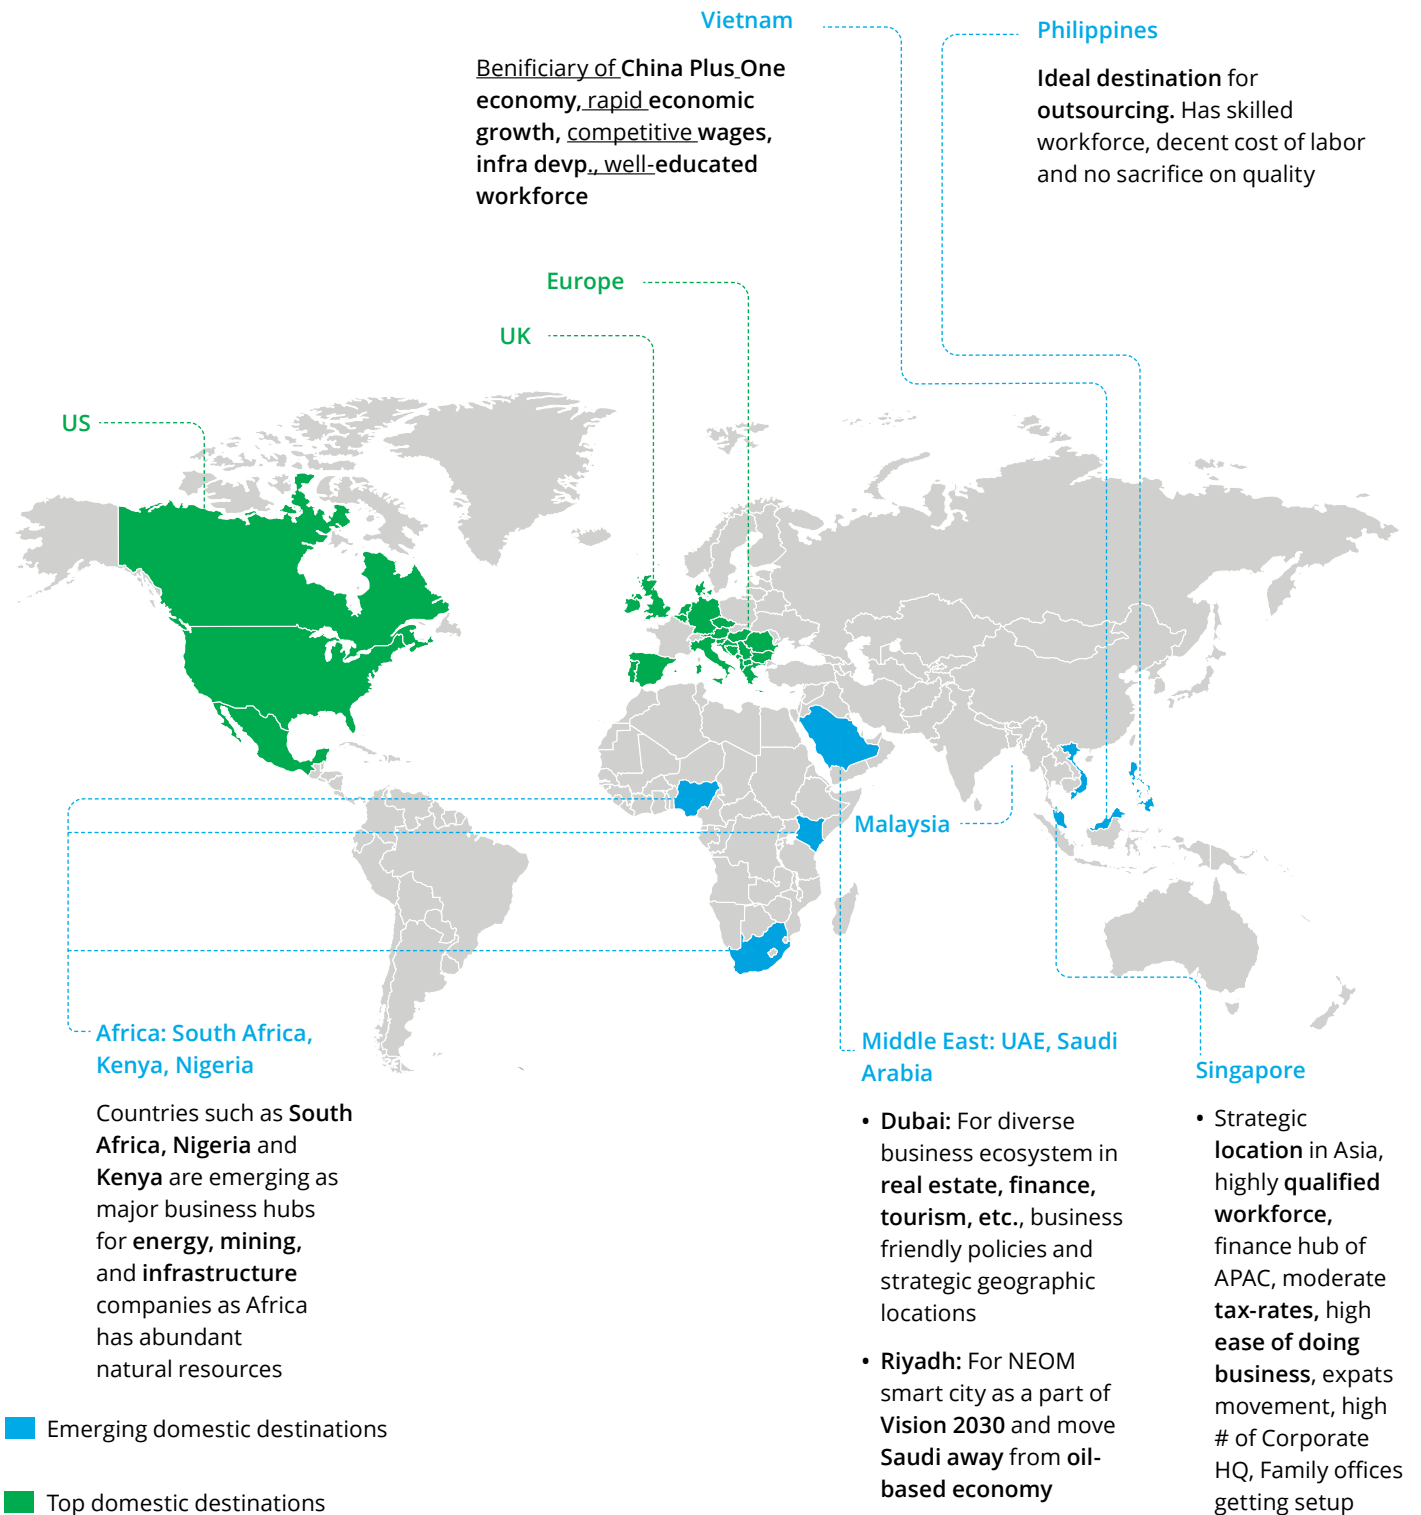 Vietnam
Benificiary of China Plus One
economy, rapid economic
growth, competitive wages,
infra devp., well-educated
workforce
Philippines
Ideal destination for
outsourcing. Has skilled
workforce, decent cost of labor
and no sacrifice on quality
Europe
UK
US
Malaysia
Africa: South Africa,
Kenya, Nigeria
Countries such as South
Africa, Nigeria and
Kenya are emerging as
major business hubs
for energy, mining,
and infrastructure
companies as Africa
has abundant
natural resources
Middle East: UAE, Saudi
Arabia
• Dubai: For diverse
business ecosystem in
real estate, finance,
tourism, etc., business
friendly policies and
strategic geographic
locations
• Riyadh: For NEOM
smart city as a part of
Vision 2030 and move
Saudi away from oil-
based economy
Singapore
• Strategic
location in Asia,
highly qualified
workforce,
finance hub of
APAC, moderate
tax-rates, high
ease of doing
business, expats
movement, high
# of Corporate
HQ, Family offices
getting setup
Emerging domestic destinations
Top domestic destinations